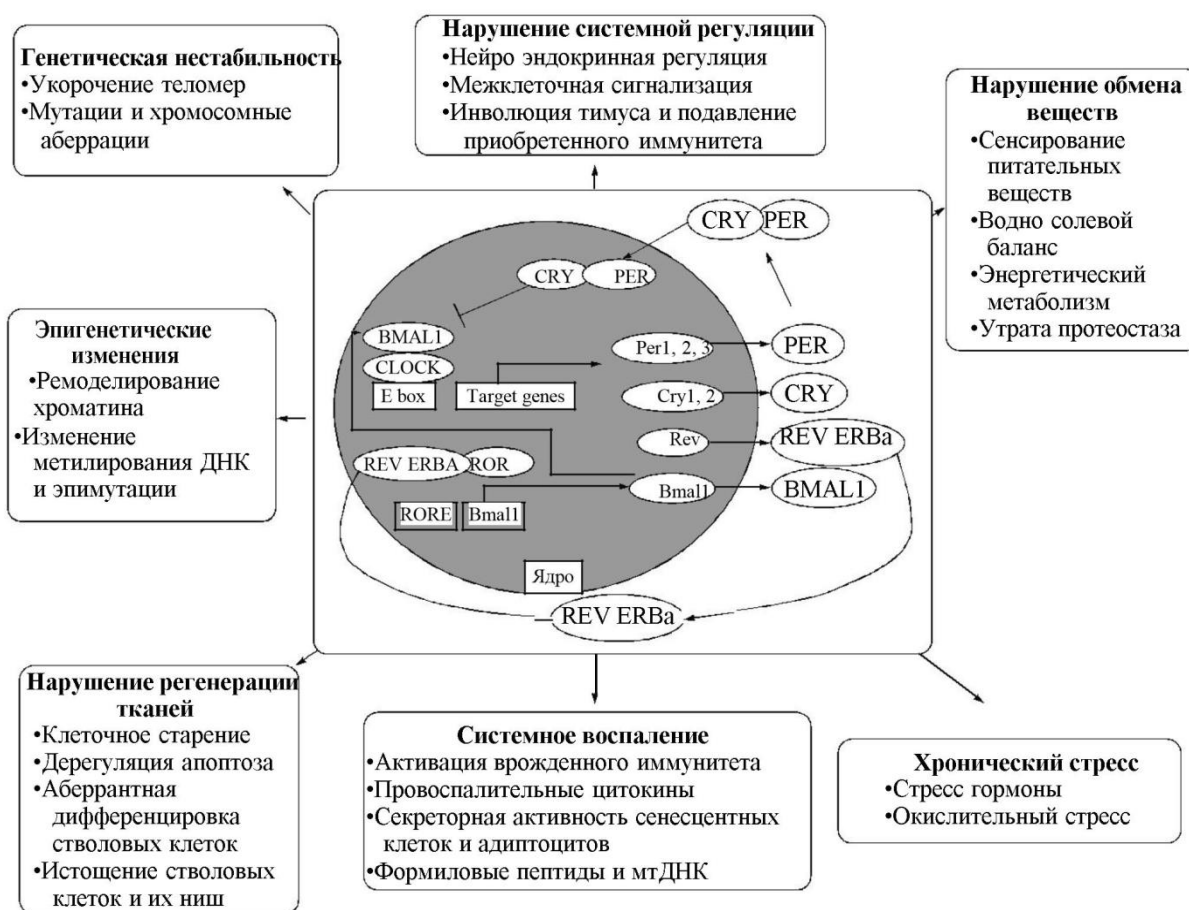 Генетическая нестабильность
•Укорочение теломер
•Мутации и хромосомные
аберрации
Нарушение системной регуляции
•Нейро эндокринная регуляция
•Межклеточная сигнализация
•Инволюция тимуса и подавление
приобретенного иммунитета
Нарушение обмена
веществ
•Сенсирование
питательных
веществ
•Водно солевой
баланс
•Энергетический
метаболизм
•Утрата протеостаза
Эпигенетические
изменения
•Ремоделирование
хроматина
•Изменение
метилирования ДНК
и эпимутации
CRY PER
CRY PER
BMAL1
CLOCK
E box
Target genes
Per1, 2, 3
PER
Cry1, 2
CRY
Rev
REV ERBa
REV ERBA ROR
Bmal1
BMAL1
RORE
Bmal1
Ядро
REV ERBa
Нарушение регенерации
тканей
•Клеточное старение
•Дерегуляция апоптоза
•Аберрантная
дифференцировка
стволовых клеток
•Истощение стволовых
клеток и их ниш
Системное воспаление
•Активация врожденного иммунитета
•Провоспалительные цитокины
•Секреторная активность сенесцентных
клеток и адипоцитов
•Формиловые пептиды и мтДНК
Хронический стресс
•Стресс гормоны
•Окислительный стресс